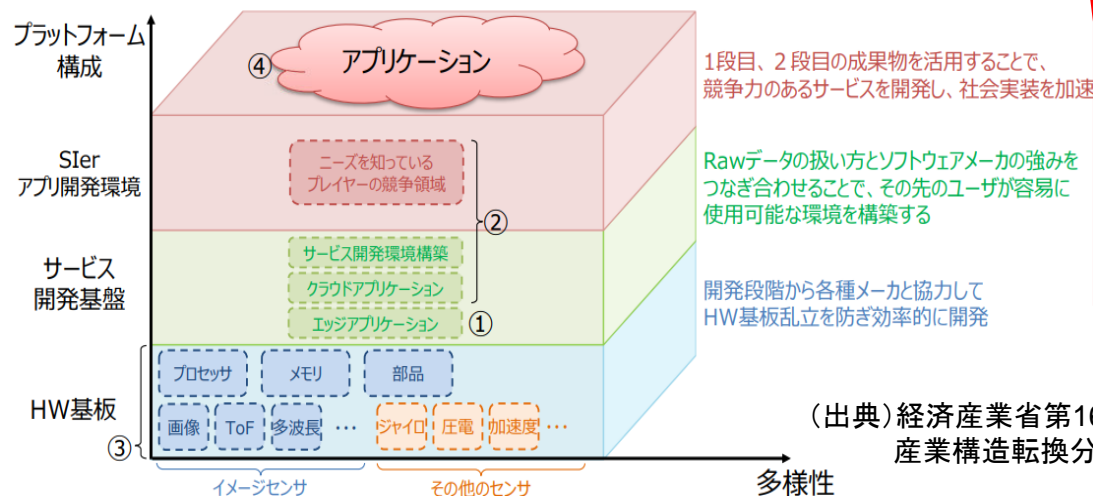 プラットフォーム
構成
④
アプリケーション
1段目、2段目の成果物を活用することで、
競争力のあるサービスを開発し、社会実装を加速
SIer
アプリ開発環境
ニーズを知っている
プレイヤーの競争領域
②
Rawデータの扱い方とソフトウェアメーカの強みを
つなぎ合わせることで、その先のユーザが容易に
使用可能な環境を構築する
サービス
開発基盤
サービス開発環境構築
クラウドアプリケーション
エッジアプリケーション
①
開発段階から各種メーカと協力して
HW基板乱立を防ぎ効率的に開発
HW基板
③
プロセッサ
メモリ
部品
画像
ToF
多波長
…
ジャイロ
圧電
加速度
…
イメージセンサ
その他のセンサ
多様性
（出典）経済産業省第16
産業構造転換分